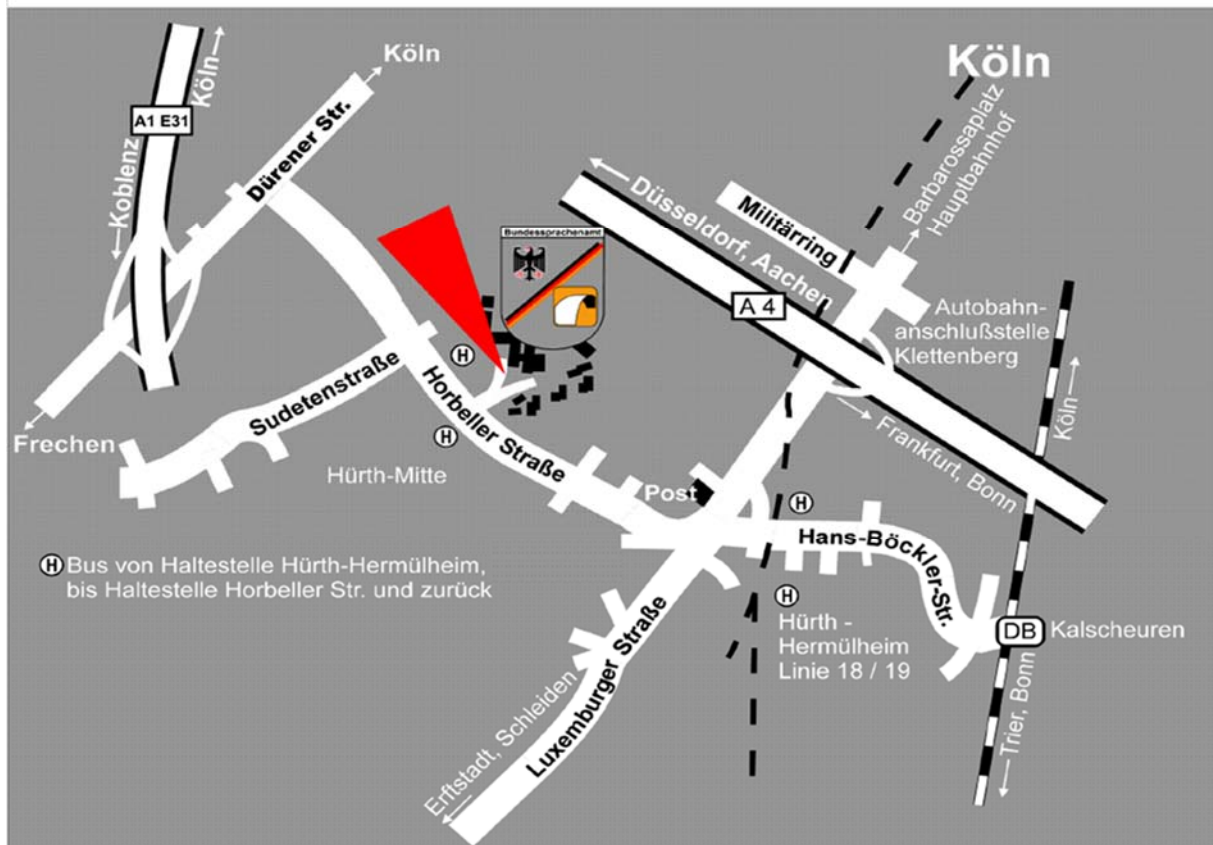 Köln
Köln
Köln
A1 E31
Dürener Str.
Koblenz
Barbarossaplatz
Hauptbahnhof
Düsseldorf, Aachen
Militärring
Bundessprachenamt
A 4
Autobahn-
anschlußstelle
Klettenberg
Köln
Frechen
Sudetenstraße
Horbeller Straße
Frankfurt, Bonn
Hürth-Mitte
Post
H
H
H
Hans-Böckler-Str.
H Bus von Haltestelle Hürth-Hermülheim,
bis Haltestelle Horbeller Str. und zurück
H
Hürth -
Hermülheim
Linie 18 / 19
DB Kalscheuren
Luxemburger Straße
Erftstadt, Schleiden
Trier, Bonn